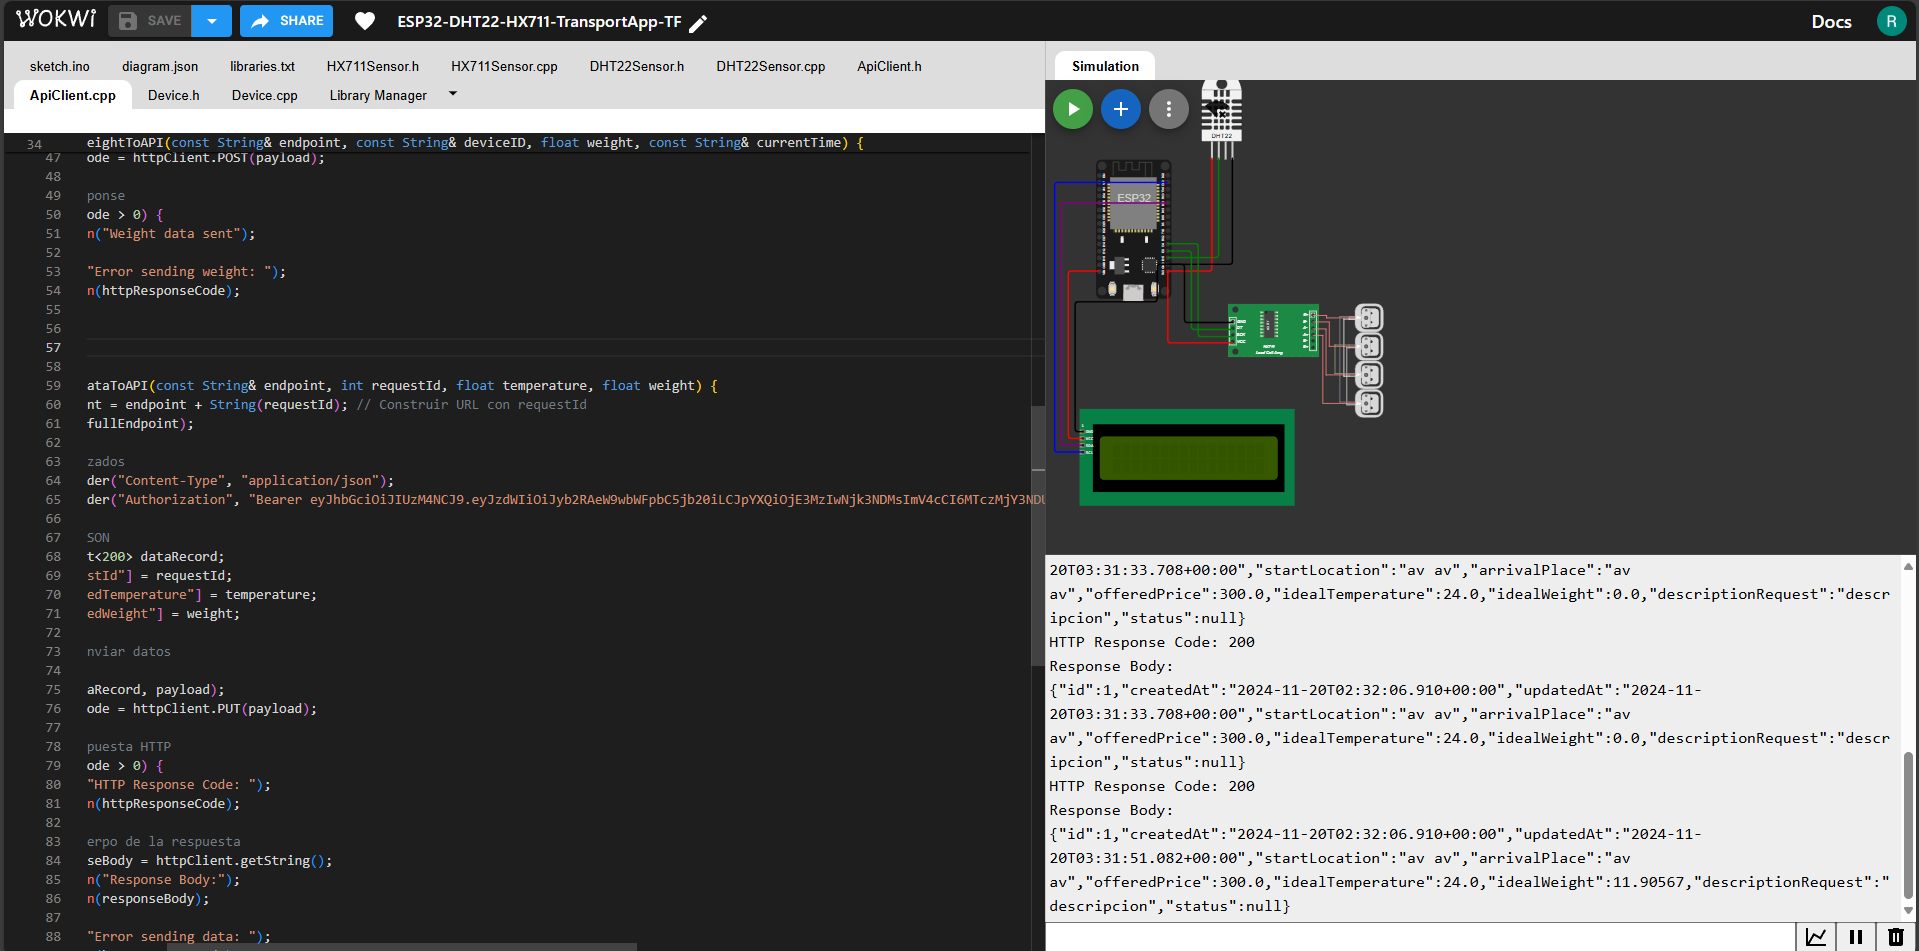 WOKWI
SAVE
SHARE
ESP32-DHT22-HX711-TransportApp-TF
Docs
R
sketch.ino diagram.json libraries.txt HX711Sensor.h HX711Sensor.cpp DHT22Sensor.h DHT22Sensor.cpp ApiClient.h
ApiClient.cpp Device.h Device.cpp Library Manager
34 eightToAPI(const String& endpoint, const String& deviceID, float weight, const String& currentTime) {
47 ode = httpClient.POST(payload);
48
49 ponse
50 ode > 0) {
51 n("Weight data sent");
52
53 "Error sending weight: ");
54 n(httpResponseCode);
55
56
57
58
59 ataToAPI(const String& endpoint, int requestId, float temperature, float weight) {
60 nt = endpoint + String(requestId); // Construir URL con requestId
61 fullEndpoint);
62
63 zados
64 der("Content-Type", "application/json");
65 der("Authorization", "Bearer eyJhbGciOiJIUzM4NCJ9.eyJzdWIiOiJyb2RAeW9wbWFpbC5jb20iLCJpYXQiOjE3MzIwNjk3NDMsImV4cCI6MTczMjY3NDU
66
67 SON
68 t<200> dataRecord;
69 stId"] = requestId;
70 edTemperature"] = temperature;
71 edWeight"] = weight;
72
73 nviar datos
74
75 aRecord, payload);
76 ode = httpClient.PUT(payload);
77
78 puesta HTTP
79 ode > 0) {
80 "HTTP Response Code: ");
81 n(httpResponseCode);
82
83 erpo de la respuesta
84 seBody = httpClient.getString();
85 n("Response Body:");
86 n(responseBody);
87
88 "Error sending data: ");
Simulation
DHT22
ESP32
GND
DT
SCK
VCC
HX711
1
GND
VCC
SDA
SCL
20T03:31:33.708+00:00","startLocation":"av av","arrivalPlace":"av
av","offeredPrice":300.0,"idealTemperature":24.0,"idealWeight":0.0,"descriptionRequest":"descr
ipcion","status":null}
HTTP Response Code: 200
Response Body:
{"id":1,"createdAt":"2024-11-20T02:32:06.910+00:00","updatedAt":"2024-11-
20T03:31:33.708+00:00","startLocation":"av av","arrivalPlace":"av
av","offeredPrice":300.0,"idealTemperature":24.0,"idealWeight":0.0,"descriptionRequest":"descr
ipcion","status":null}
HTTP Response Code: 200
Response Body:
{"id":1,"createdAt":"2024-11-20T02:32:06.910+00:00","updatedAt":"2024-11-
20T03:31:51.082+00:00","startLocation":"av av","arrivalPlace":"av
av","offeredPrice":300.0,"idealTemperature":24.0,"idealWeight":11.90567,"descriptionRequest":"
descripcion","status":null}